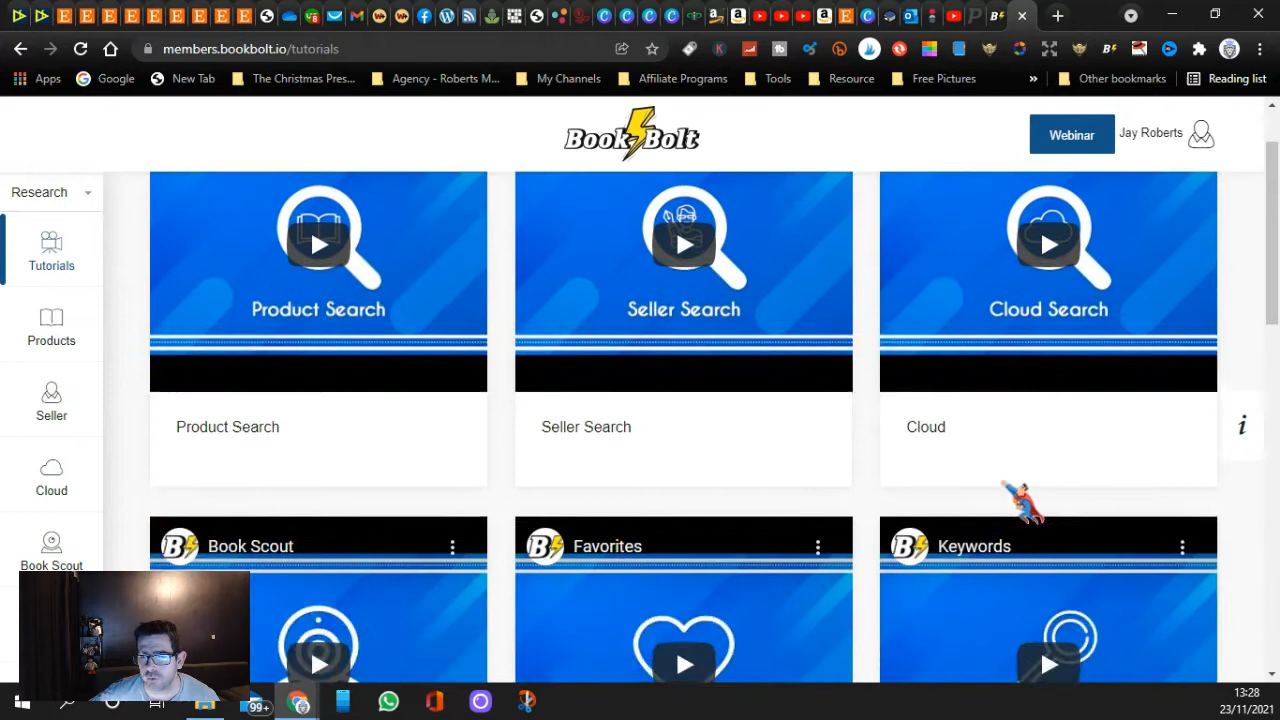 members.bookbolt.io/tutorials
Apps
Google
New Tab
The Christmas Pres...
Agency - Roberts M...
My Channels
Affiliate Programs
Tools
Resource
Free Pictures
»
Other bookmarks
Reading list
Book Bolt
Webinar
Jay Roberts
Research
Tutorials
Products
Seller
Cloud
Book Scout
Product Search
Seller Search
Cloud Search
Product Search
Seller Search
Cloud
i
Book Scout
Favorites
Keywords
99+
13:28
23/11/2021